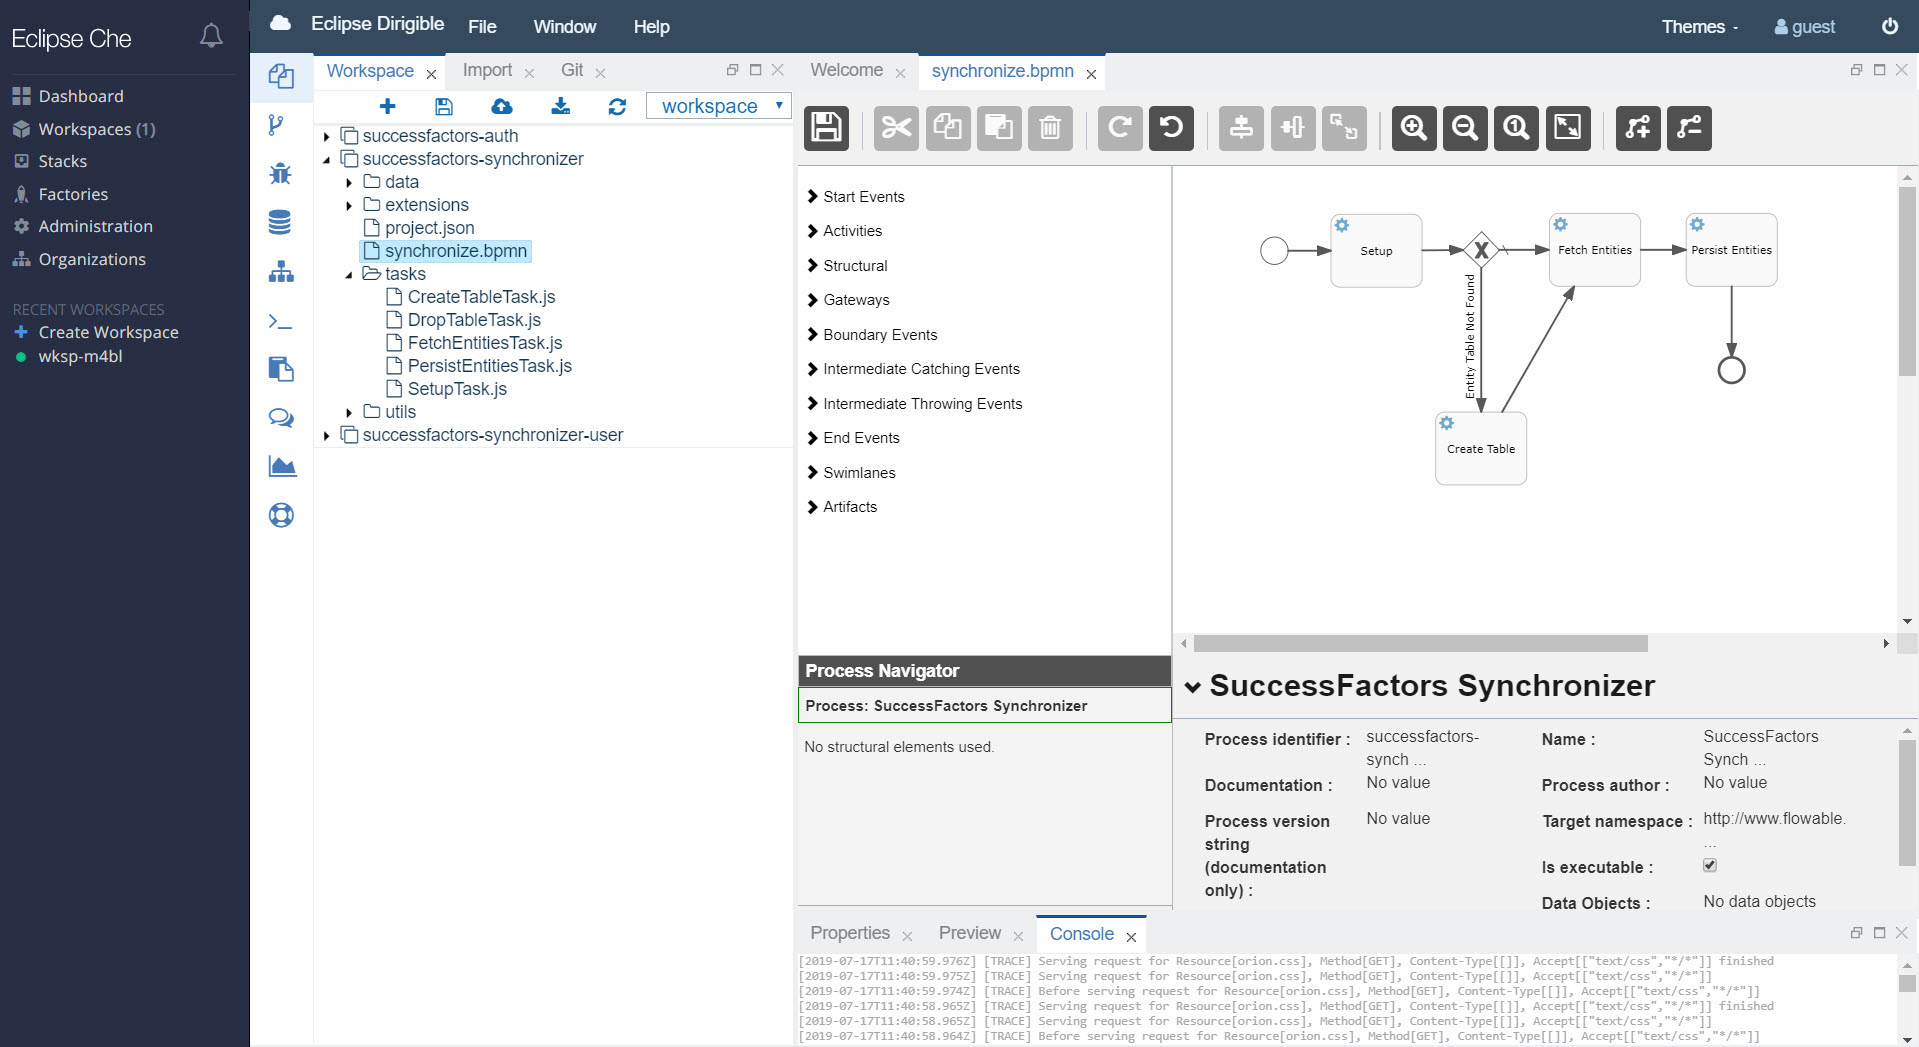 Eclipse Che
Dashboard
Workspaces (1)
Stacks
Factories
Administration
Organizations
RECENT WORKSPACES
Create Workspace
wksp-m4bl
Eclipse Dirigible File Window Help
Themes guest
Workspace Import Git
workspace
successfactors-auth
successfactors-synchronizer
data
extensions
project.json
synchronize.bpmn
tasks
CreateTableTask.js
DropTableTask.js
FetchEntitiesTask.js
PersistEntitiesTask.js
SetupTask.js
utils
successfactors-synchronizer-user
Welcome synchronize.bpmn
Start Events
Activities
Structural
Gateways
Boundary Events
Intermediate Catching Events
Intermediate Throwing Events
End Events
Swimlanes
Artifacts
Setup
X
Fetch Entities
Persist Entities
Entity Table Not Found
Create Table
Process Navigator
Process: SuccessFactors Synchronizer
No structural elements used.
SuccessFactors Synchronizer
Process identifier : successfactors-
synch ...
Name : SuccessFactors
Synch ...
Documentation : No value
Process author : No value
Process version No value
string
(documentation
only) :
Target namespace : http://www.flowable.
...
Is executable :
Data Objects : No data objects
Properties Preview Console
[2019-07-17T11:40:59.976Z] [TRACE] Serving request for Resource[orion.css], Method[GET], Content-Type[[]], Accept[["text/css","*/*"]] finished
[2019-07-17T11:40:59.975Z] [TRACE] Serving request for Resource[orion.css], Method[GET], Content-Type[[]], Accept[["text/css","*/*"]]
[2019-07-17T11:40:59.974Z] [TRACE] Before serving request for Resource[orion.css], Method[GET], Content-Type[[]], Accept[["text/css","*/*"]]
[2019-07-17T11:40:58.965Z] [TRACE] Serving request for Resource[orion.css], Method[GET], Content-Type[[]], Accept[["text/css","*/*"]] finished
[2019-07-17T11:40:58.965Z] [TRACE] Serving request for Resource[orion.css], Method[GET], Content-Type[[]], Accept[["text/css","*/*"]]
[2019-07-17T11:40:58.964Z] [TRACE] Before serving request for Resource[orion.css], Method[GET], Content-Type[[]], Accept[["text/css","*/*"]]